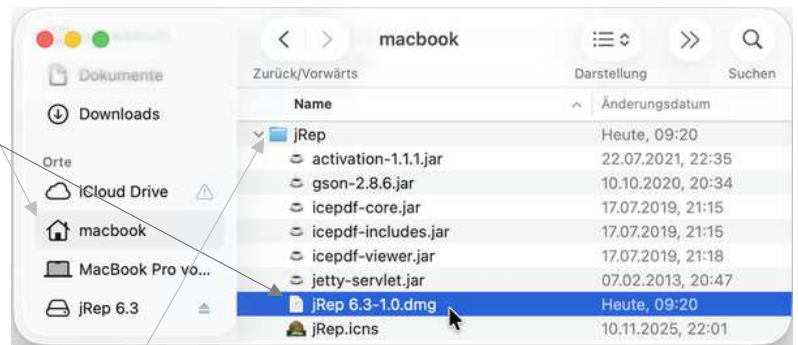 macbook
Zurück/Vorwärts
Darstellung
Suchen
Dokumente
Downloads
Orte
iCloud Drive
macbook
MacBook Pro vo...
jRep 6.3
Name
Änderungsdatum
jRep Heute, 09:20
activation-1.1.1.jar 22.07.2021, 22:35
gson-2.8.6.jar 10.10.2020, 20:34
icepdf-core.jar 17.07.2019, 21:15
icepdf-includes.jar 17.07.2019, 21:15
icepdf-viewer.jar 17.07.2019, 21:18
jetty-servlet.jar 07.02.2013, 20:47
jRep 6.3-1.0.dmg Heute, 09:20
jRep.icns 10.11.2025, 22:01